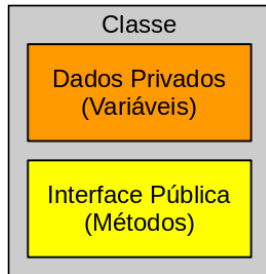 Classe
Dados Privados
(Variáveis)
Interface Pública
(Métodos)